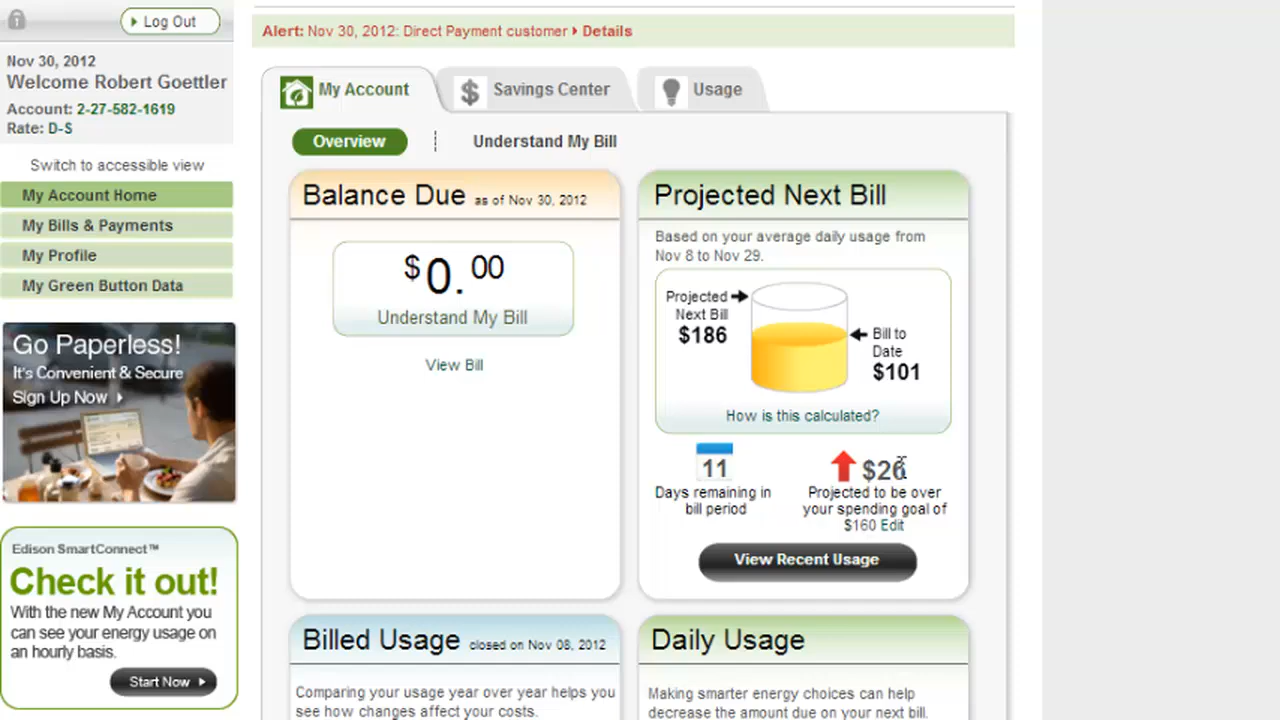 Log Out
Nov 30, 2012
Welcome Robert Goettler
Account: 2-27-582-1619
Rate: D-S
Switch to accessible view
My Account Home
My Bills & Payments
My Profile
My Green Button Data
Go Paperless!
It's Convenient & Secure
Sign Up Now
Edison SmartConnect™
Check it out!
With the new My Account you
can see your energy usage on
an hourly basis.
Start Now
Alert: Nov 30, 2012: Direct Payment customer Details
My Account
Savings Center
Usage
Overview
Understand My Bill
Balance Due as of Nov 30, 2012
$0.00
Understand My Bill
View Bill
Projected Next Bill
Based on your average daily usage from
Nov 8 to Nov 29.
Projected
Next Bill
$186
Bill to
Date
$101
How is this calculated?
11
Days remaining in
bill period
$26
Projected to be over
your spending goal of
$160 Edit
View Recent Usage
Billed Usage closed on Nov 08, 2012
Comparing your usage year over year helps you
see how changes affect your costs.
Daily Usage
Making smarter energy choices can help
decrease the amount due on your next bill.